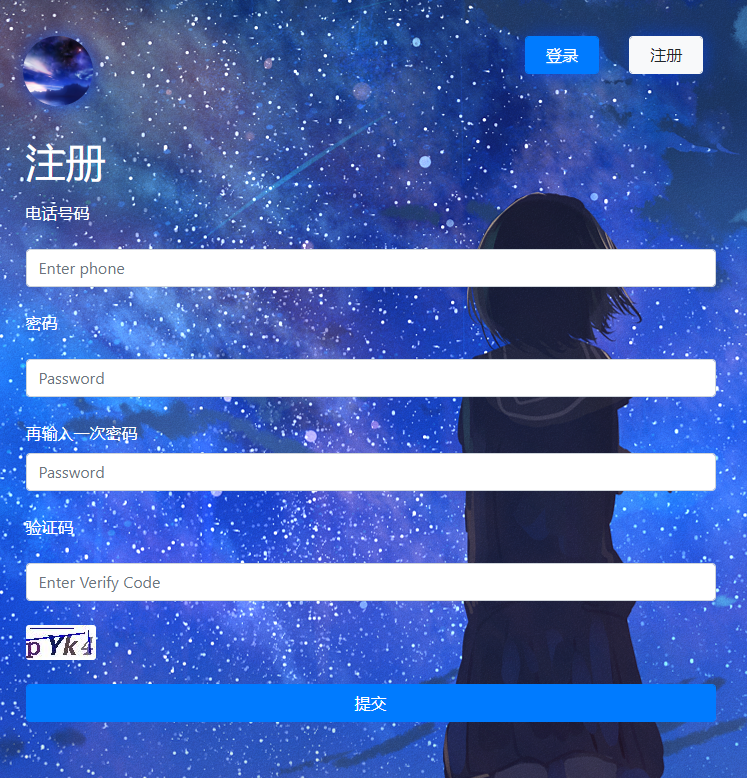 登录
注册
注册
电话号码
Enter phone
密码
Password
再输入一次密码
Password
验证码
Enter Verify Code
pYk4
提交